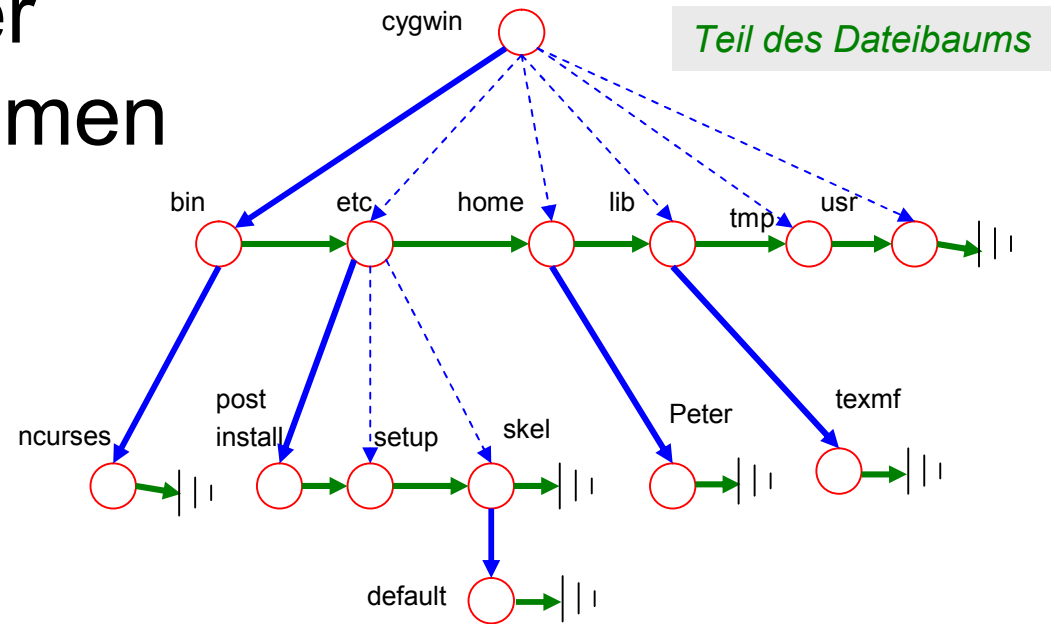 er
men
cygwin
Teil des Dateibaums
bin
etc
home
lib
tmp
usr
ncurses
post
install
setup
skel
Peter
texmf
default